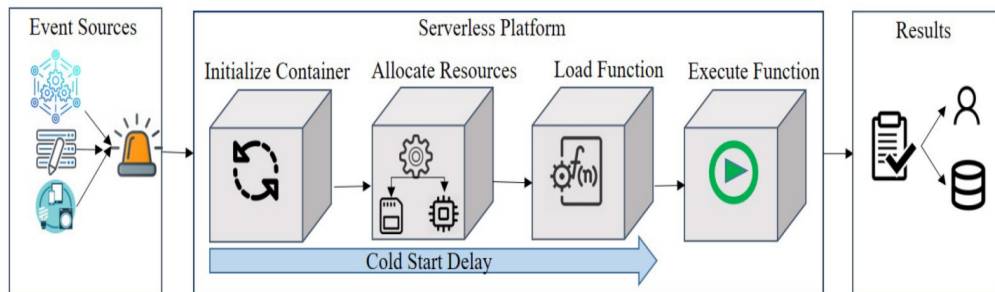 Event Sources
Serverless Platform
Results
Initialize Container
Allocate Resources
Load Function
Execute Function
f(n)
Cold Start Delay